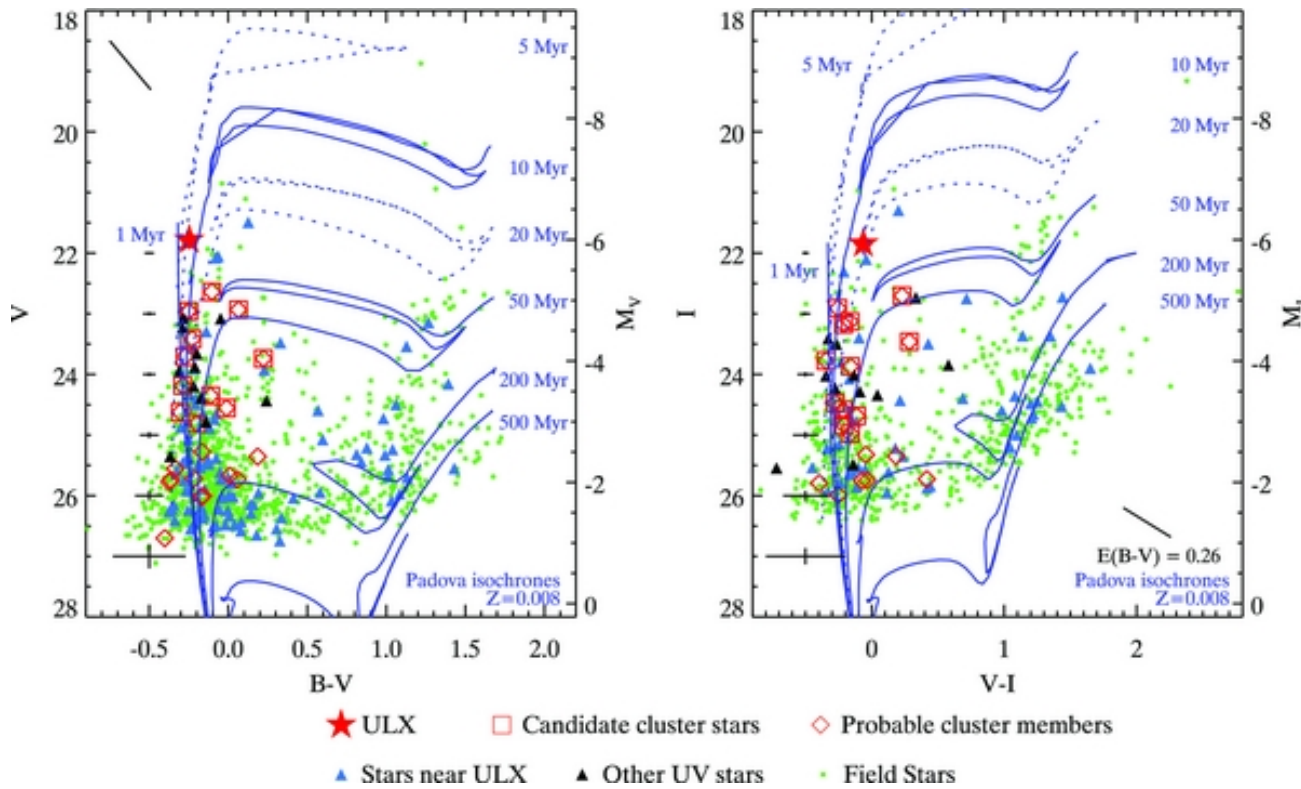 18
20
22
24
26
28
V
-0.5 0.0 0.5 1.0 1.5 2.0
B-V
-8
-6
-4
-2
0
M_V
5 Myr
10 Myr
20 Myr
1 Myr
50 Myr
200 Myr
500 Myr
Padova isochrones
Z=0.008
18
20
22
24
26
28
I
0 1 2
V-I
-8
-6
-4
-2
0
5 Myr
10 Myr
20 Myr
50 Myr
1 Myr
200 Myr
500 Myr
E(B-V) = 0.26
Padova isochrones
Z=0.008
ULX Candidate cluster stars Probable cluster members
Stars near ULX Other UV stars Field Stars